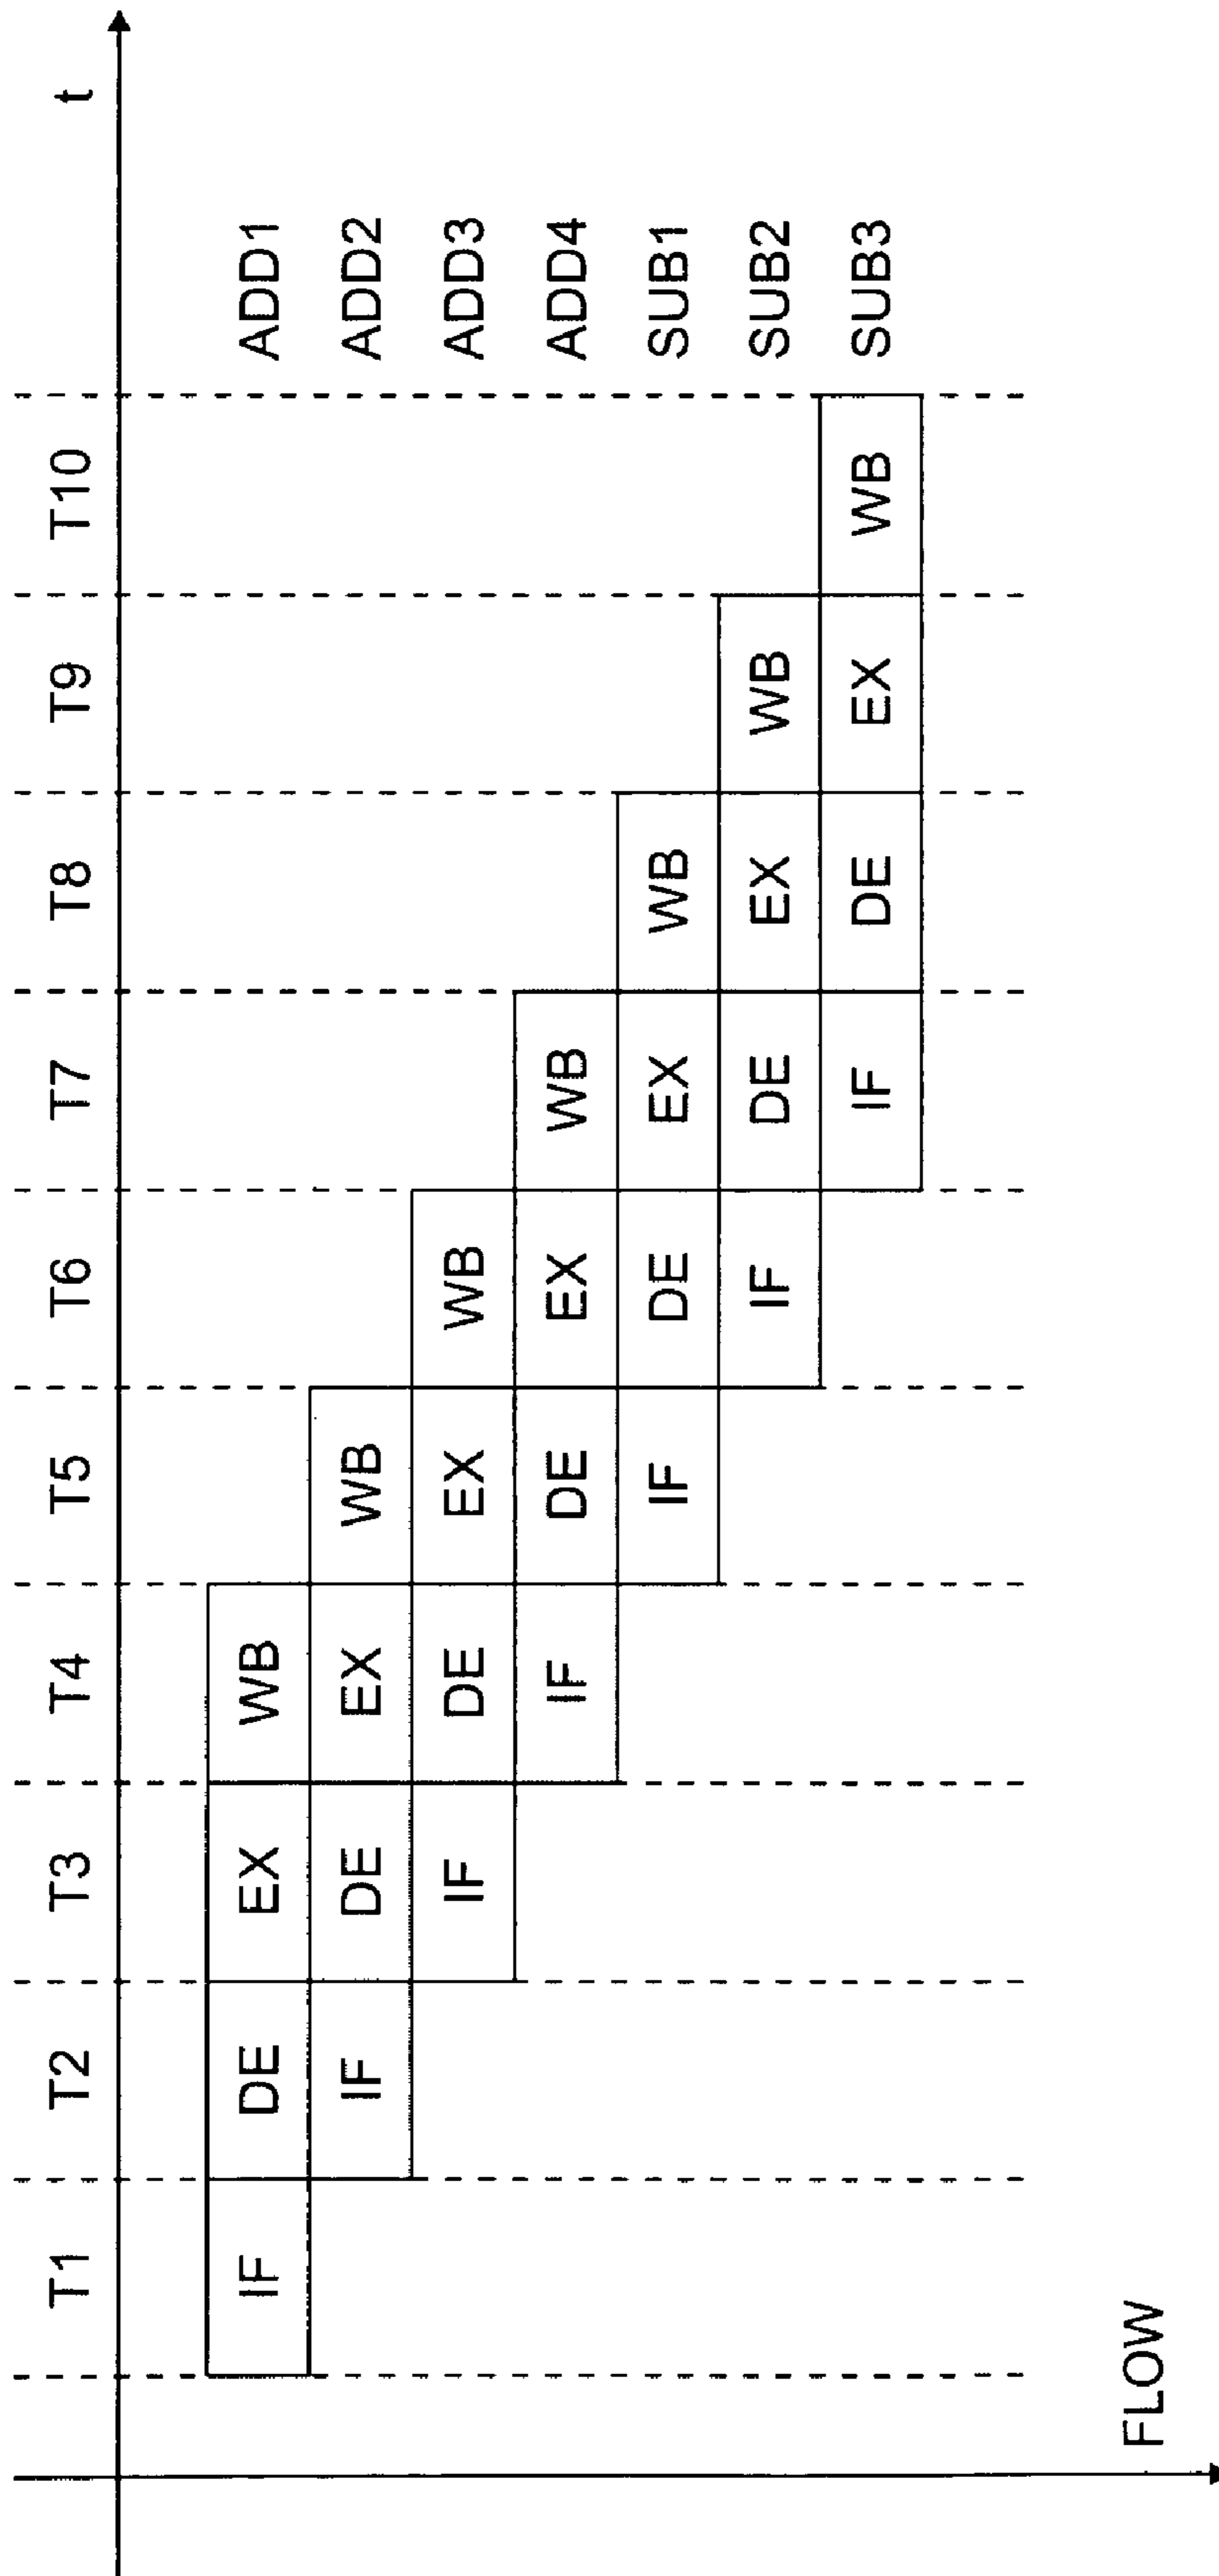 T1 T2 T3 T4 T5 T6 T7 T8 T9 T10 t
IF DE EX WB ADD1
IF DE EX WB ADD2
IF DE EX WB ADD3
IF DE EX WB ADD4
IF DE EX WB SUB1
IF DE EX WB SUB2
IF DE EX WB SUB3
FLOW